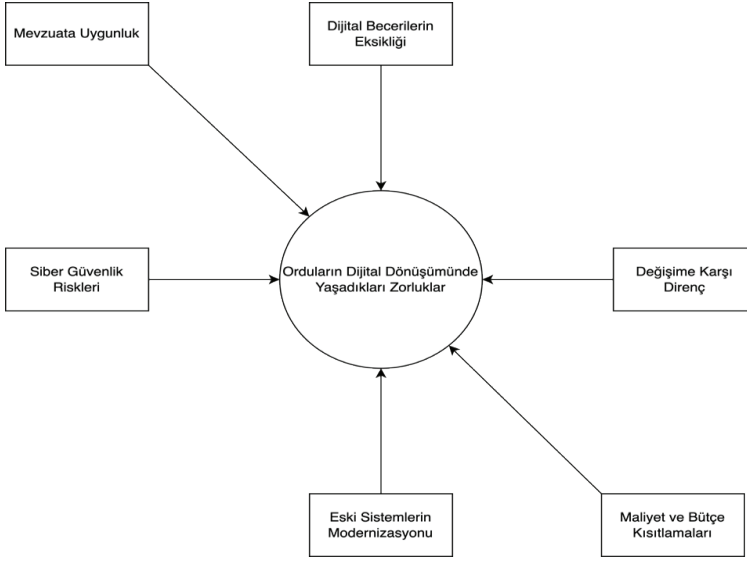 Mevzuata Uygunluk
Dijital Becerilerin
Eksikliği
Siber Güvenlik
Riskleri
Orduların Dijital Dönüşümünde
Yaşadıkları Zorluklar
Değişime Karşı
Direnç
Eski Sistemlerin
Modernizasyonu
Maliyet ve Bütçe
Kısıtlamaları